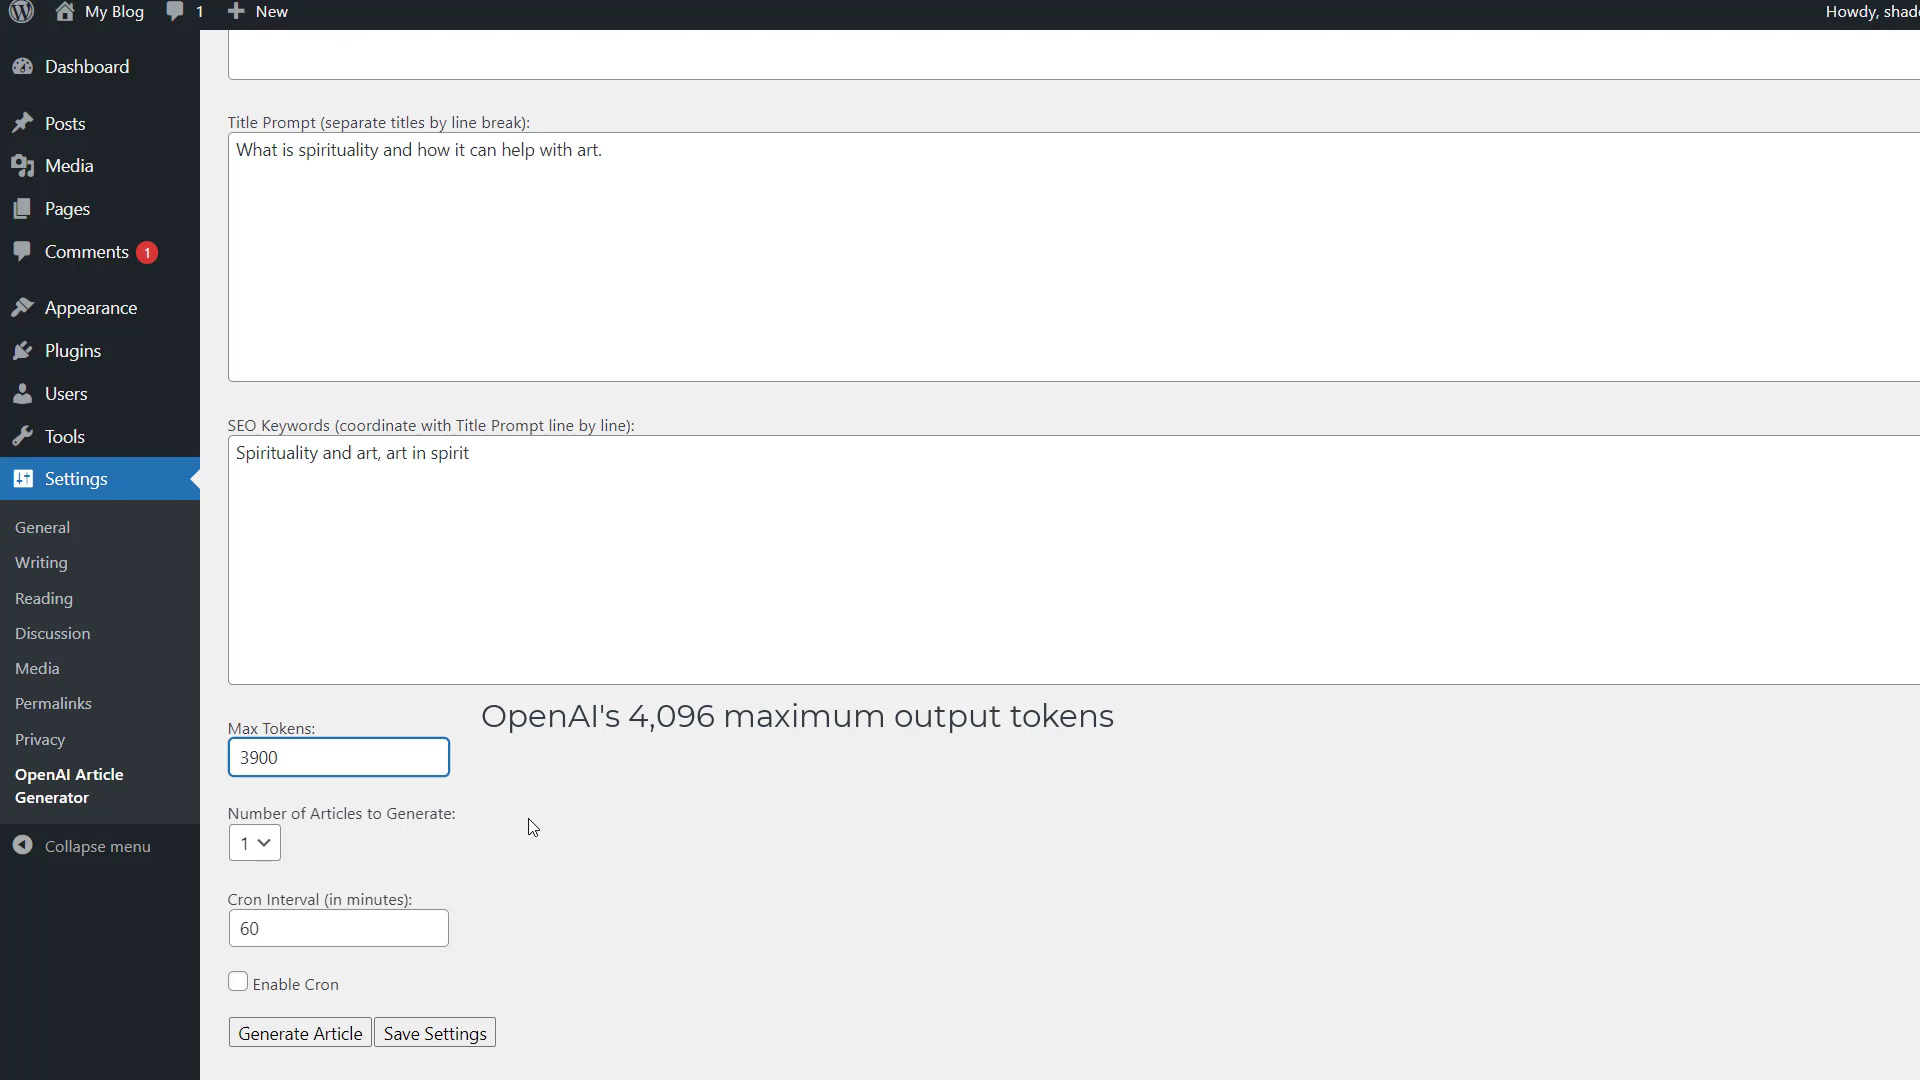 My Blog 1 New Howdy, shad
Dashboard
Posts
Media
Pages
Comments 1
Appearance
Plugins
Users
Tools
Settings
General
Writing
Reading
Discussion
Media
Permalinks
Privacy
OpenAI Article
Generator
Collapse menu
Title Prompt (separate titles by line break):
What is spirituality and how it can help with art.
SEO Keywords (coordinate with Title Prompt line by line):
Spirituality and art, art in spirit
OpenAI's 4,096 maximum output tokens
Max Tokens:
3900
Number of Articles to Generate:
1
Cron Interval (in minutes):
60
Enable Cron
Generate Article Save Settings